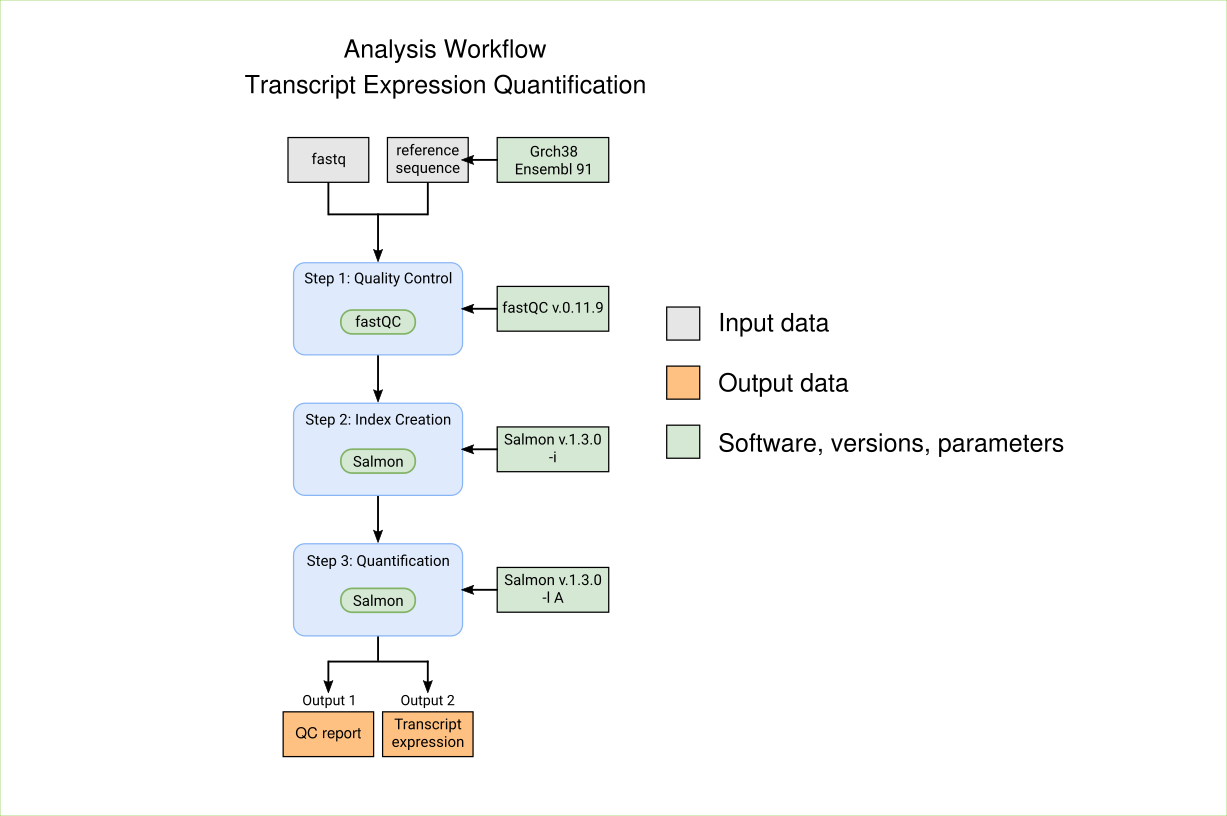 Analysis Workflow
Transcript Expression Quantification
fastq
reference
sequence
Grch38
Ensembl 91
Step 1: Quality Control
fastQC
fastQC v.0.11.9
Step 2: Index Creation
Salmon
Salmon v.1.3.0
-i
Step 3: Quantification
Salmon
Salmon v.1.3.0
-l A
Output 1
QC report
Output 2
Transcript
expression
Input data
Output data
Software, versions, parameters